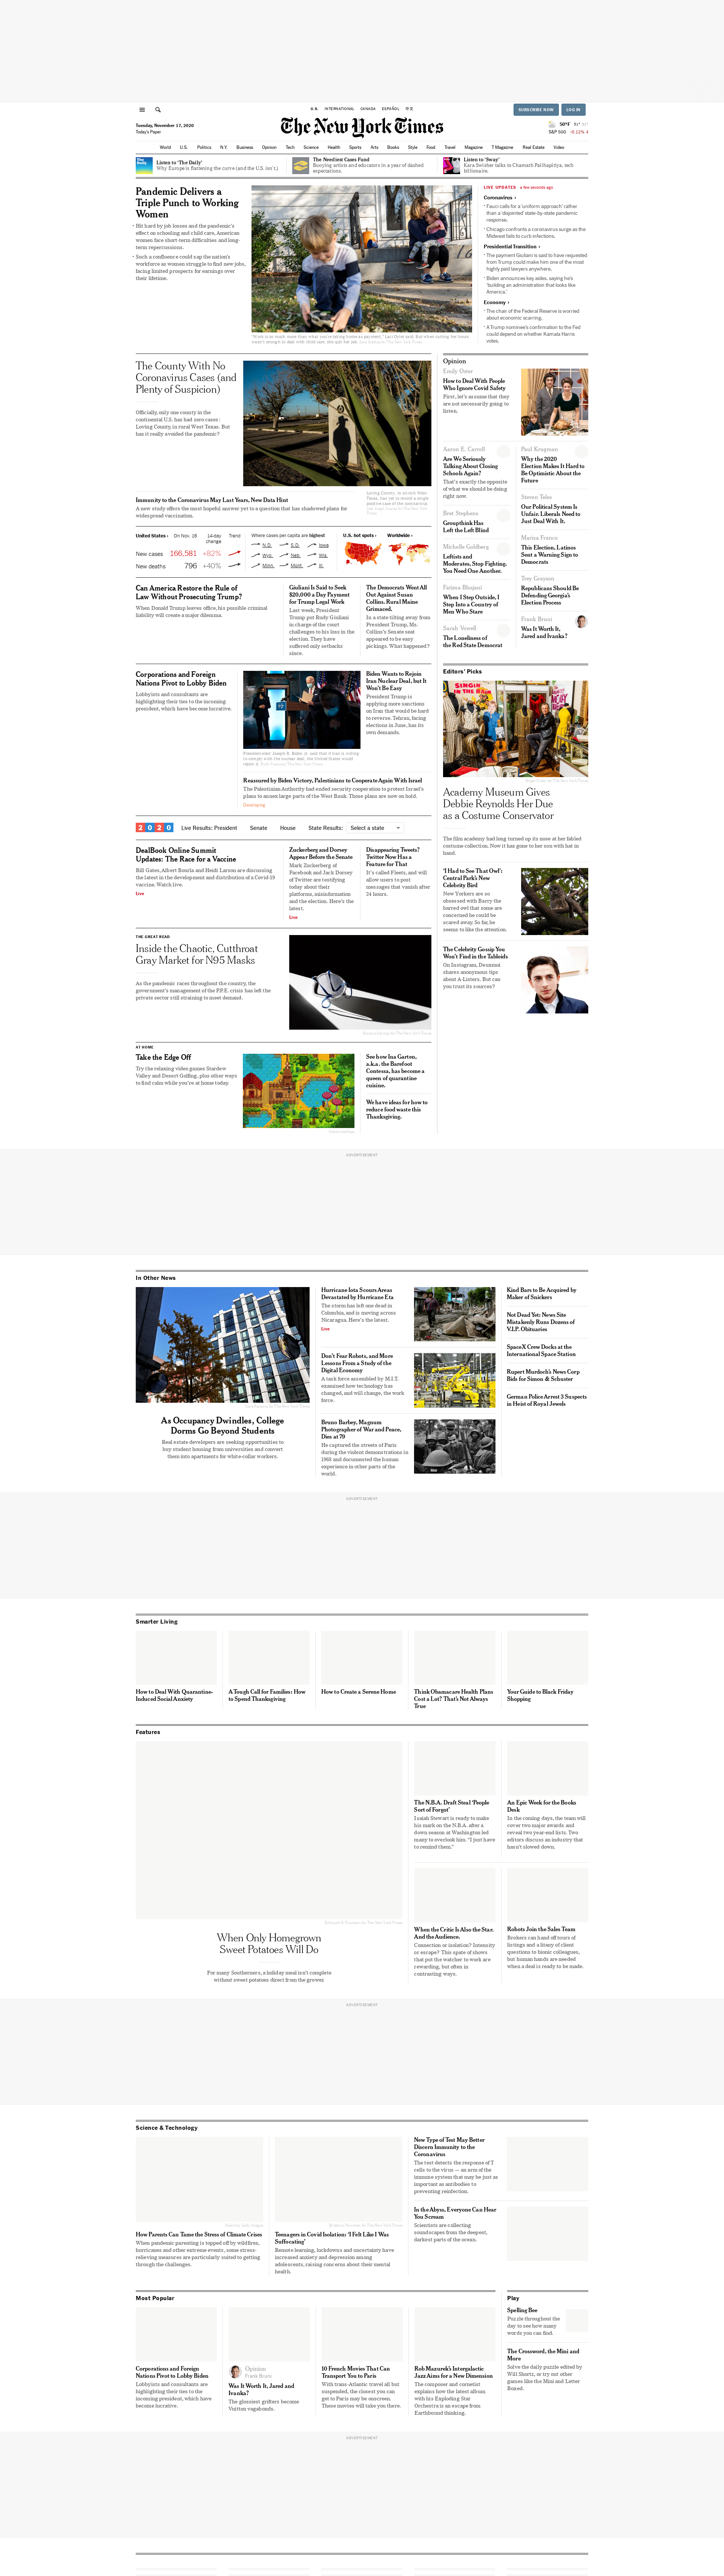 U.S. INTERNATIONAL CANADA ESPAÑOL 中文
SUBSCRIBE NOW LOG IN
Tuesday, November 17, 2020
Today's Paper
The New York Times
50°F
S&P 500 -0.12%
World U.S. Politics N.Y. Business Opinion Tech Science Health Sports Arts Books Style Food Travel Magazine T Magazine Real Estate Video
Listen to 'The Daily'
Why Europe is flattening the curve (and the U.S. isn't.)
The Neediest Cases Fund
Buoying artists and educators in a year of dashed
expectations.
Listen to 'Sway'
Kara Swisher talks to Chamath Palihapitiya, tech
billionaire.
Pandemic Delivers a
Triple Punch to Working
Women
• Hit hard by job losses and the pandemic's
effect on schooling and child care, American
women face short-term difficulties and long-
term repercussions.
• Such a confluence could sap the nation's
workforce as women struggle to find new jobs,
facing limited prospects for earnings over
their lifetime.
LIVE UPDATES a few seconds ago
Coronavirus ›
• Fauci calls for a 'uniform approach' rather
than a 'disjointed' state-by-state pandemic
response.
• Chicago confronts a coronavirus surge as the
Midwest fails to curb infections.
Presidential Transition ›
• The payment Giuliani is said to have requested
from Trump could make him one of the most
highly paid lawyers anywhere.
• Biden announces key aides, saying he's
'building an administration that looks like
America.'
Economy ›
• The chair of the Federal Reserve is worried
about economic scarring.
• A Trump nominee's confirmation to the Fed
could depend on whether Kamala Harris
votes.
The County With No
Coronavirus Cases (and
Plenty of Suspicion)
Officially, only one county in the
continental U.S. has had zero cases:
Loving County, in rural West Texas. But
has it really avoided the pandemic?
Immunity to the Coronavirus May Last Years, New Data Hint
A new study offers the most hopeful answer yet to a question that has shadowed plans for
widespread vaccination.
United States › On Nov. 16 14-day
change Trend
New cases 166,581 +82%
New deaths 796 +40%
Where cases per capita are highest
N.D. S.D. Iowa
Wyo. Neb. Wis.
Minn. Mont. Ill.
U.S. hot spots › Worldwide ›
Can America Restore the Rule of
Law Without Prosecuting Trump?
When Donald Trump leaves office, his possible criminal
liability will create a major dilemma.
Giuliani Is Said to Seek
$20,000 a Day Payment
for Trump Legal Work
Last week, President
Trump put Rudy Giuliani
in charge of the court
challenges to his loss in the
election. They have
suffered only setbacks
since.
The Democrats Went All
Out Against Susan
Collins. Rural Maine
Grimaced.
In a state tilting away from
President Trump, Ms.
Collins's Senate seat
appeared to be easy
pickings. What happened?
Corporations and Foreign
Nations Pivot to Lobby Biden
Lobbyists and consultants are
highlighting their ties to the incoming
president, which have become lucrative.
Biden Wants to Rejoin
Iran Nuclear Deal, but It
Won't Be Easy
President Trump is
applying more sanctions
on Iran that would be hard
to reverse. Tehran, facing
elections in June, has its
own demands.
Reassured by Biden Victory, Palestinians to Cooperate Again With Israel
The Palestinian Authority had ended security cooperation to protest Israel's
plans to annex large parts of the West Bank. Those plans are now on hold.
Developing
2020 Live Results: President Senate House State Results: Select a state
DealBook Online Summit
Updates: The Race for a Vaccine
Bill Gates, Albert Bourla and Heidi Larson are discussing
the latest in the development and distribution of a Covid-19
vaccine. Watch live.
Live
Zuckerberg and Dorsey
Appear Before the Senate
Mark Zuckerberg of
Facebook and Jack Dorsey
of Twitter are testifying
today about their
platforms, misinformation
and the election. Here's the
latest.
Live
Disappearing Tweets?
Twitter Now Has a
Feature for That
It's called Fleets, and will
allow users to post
messages that vanish after
24 hours.
THE GREAT READ
Inside the Chaotic, Cutthroat
Gray Market for N95 Masks
As the pandemic races throughout the country, the
government's management of the P.P.E. crisis has left the
private sector still straining to meet demand.
AT HOME
Take the Edge Off
Try the relaxing video games Stardew
Valley and Desert Golfing, plus other ways
to find calm while you're at home today.
See how Ina Garten,
a.k.a. the Barefoot
Contessa, has become a
queen of quarantine
cuisine.
We have ideas for how to
reduce food waste this
Thanksgiving.
Opinion
Emily Oster
How to Deal With People
Who Ignore Covid Safety
First, let's assume that they
are not necessarily going to
listen.
Aaron E. Carroll
Are We Seriously
Talking About Closing
Schools Again?
That's exactly the opposite
of what we should be doing
right now.
Bret Stephens
Groupthink Has
Left the Left Blind
Michelle Goldberg
Leftists and
Moderates, Stop Fighting.
You Need One Another.
Fatima Bhojani
When I Step Outside, I
Step Into a Country of
Men Who Stare
Sarah Vowell
The Loneliness of
the Red State Democrat
Paul Krugman
Why the 2020
Election Makes It Hard to
Be Optimistic About the
Future
Steven Teles
Our Political System Is
Unfair. Liberals Need to
Just Deal With It.
Marisa Franco
This Election, Latinos
Sent a Warning Sign to
Democrats
Trey Grayson
Republicans Should Be
Defending Georgia's
Election Process
Frank Bruni
Was It Worth It,
Jared and Ivanka?
Editors' Picks
Academy Museum Gives
Debbie Reynolds Her Due
as a Costume Conservator
The film academy had long turned up its nose at her fabled
costume collection. Now it has gone to her son with hat in
hand.
'I Had to See That Owl':
Central Park's New
Celebrity Bird
New Yorkers are so
obsessed with Barry the
barred owl that some are
concerned he could be
scared away. So far, he
seems to like the attention.
The Celebrity Gossip You
Won't Find in the Tabloids
On Instagram, Deuxmoi
shares anonymous tips
about A-Listers. But can
you trust its sources?
ADVERTISEMENT
In Other News
As Occupancy Dwindles, College
Dorms Go Beyond Students
Real estate developers are seeking opportunities to
buy student housing from universities and convert
them into apartments for white-collar workers.
Hurricane Iota Scours Areas
Devastated by Hurricane Eta
The storm has left one dead in
Colombia, and is moving across
Nicaragua. Here's the latest.
Live
Don't Fear Robots, and More
Lessons From a Study of the
Digital Economy
A task force assembled by M.I.T.
examined how technology has
changed, and will change, the work
force.
Bruno Barbey, Magnum
Photographer of War and Peace,
Dies at 79
He captured the streets of Paris
during the violent demonstrations in
1968 and documented the human
experience in other parts of the
world.
Kind Bars to Be Acquired by
Maker of Snickers
Not Dead Yet: News Site
Mistakenly Runs Dozens of
V.I.P. Obituaries
SpaceX Crew Docks at the
International Space Station
Rupert Murdoch's News Corp
Bids for Simon & Schuster
German Police Arrest 3 Suspects
in Heist of Royal Jewels
ADVERTISEMENT
Smarter Living
How to Deal With Quarantine-
Induced Social Anxiety
A Tough Call for Families: How
to Spend Thanksgiving
How to Create a Serene Home
Think Obamacare Health Plans
Cost a Lot? That's Not Always
True
Your Guide to Black Friday
Shopping
Features
When Only Homegrown
Sweet Potatoes Will Do
For many Southerners, a holiday meal isn't complete
without sweet potatoes direct from the grower.
The N.B.A. Draft Steal 'People
Sort of Forgot'
Isaiah Stewart is ready to make
his mark on the N.B.A. after a
down season at Washington led
many to overlook him. "I just have
to remind them."
An Epic Week for the Books
Desk
In the coming days, the team will
cover two major awards and
reveal two year-end lists. Two
editors discuss an industry that
hasn't slowed down.
When the Critic Is Also the Star.
And the Audience.
Connection or isolation? Intensity
or escape? This spate of shows
that put the watcher to work are
rewarding, but often in
contrasting ways.
Robots Join the Sales Team
Brokers can hand off tours of
listings and a litany of client
questions to bionic colleagues,
but human hands are needed
when a deal is ready to be made.
ADVERTISEMENT
Science & Technology
How Parents Can Tame the Stress of Climate Crises
When pandemic parenting is topped off by wildfires,
hurricanes and other extreme events, some stress-
relieving measures are particularly suited to getting
through the challenges.
Teenagers in Covid Isolation: 'I Felt Like I Was
Suffocating'
Remote learning, lockdowns and uncertainty have
increased anxiety and depression among
adolescents, raising concerns about their mental
health.
New Type of Test May Better
Discern Immunity to the
Coronavirus
The test detects the response of T
cells to the virus — an arm of the
immune system that may be just as
important as antibodies to
preventing reinfection.
In the Abyss, Everyone Can Hear
You Scream
Scientists are collecting
soundscapes from the deepest,
darkest parts of the ocean.
Most Popular
Corporations and Foreign
Nations Pivot to Lobby Biden
Lobbyists and consultants are
highlighting their ties to the
incoming president, which have
become lucrative.
Opinion
Frank Bruni
Was It Worth It, Jared and
Ivanka?
The glossiest grifters become
Vuitton vagabonds.
10 French Movies That Can
Transport You to Paris
With trans-Atlantic travel all but
suspended, the closest you can
get to Paris may be onscreen.
These movies will take you there.
Rob Mazurek's Intergalactic
Jazz Aims for a New Dimension
The composer and cornetist
explains how the latest album
with his Exploding Star
Orchestra is an escape from
Earthbound thinking.
Play
Spelling Bee
Puzzle throughout the
day to see how many
words you can find.
The Crossword, the Mini and
More
Solve the daily puzzle edited by
Will Shortz, or try out other
games like the Mini and Letter
Boxed.
ADVERTISEMENT